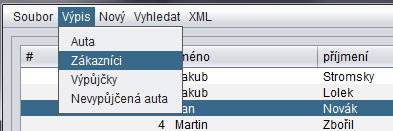 Soubor Výpis Nový Vyhledat XML
# méno příjmení
Auta
akub Stromsky
Zákazníci
akub Lolek
Výpůjčky
an Novák
Nevypůjčená auta
4 Martin Zbořil